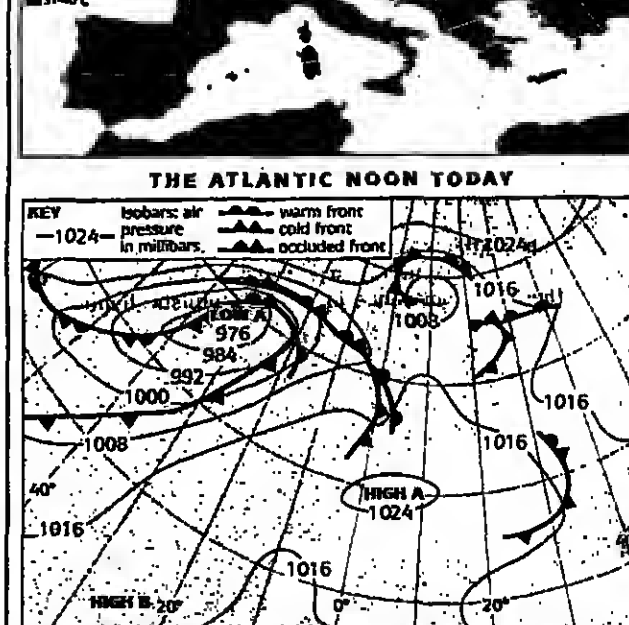 THE ATLANTIC NOON TODAY
KEY
1024
Isobars: air
pressure
in millibars.
warm front
cold front
occluded front
1024
1016
LOW A
976
1008
984
992
1000
1016
1008
1016
40°
HIGH A
1024
1016
1016
HIGH B
20°
0°
20°